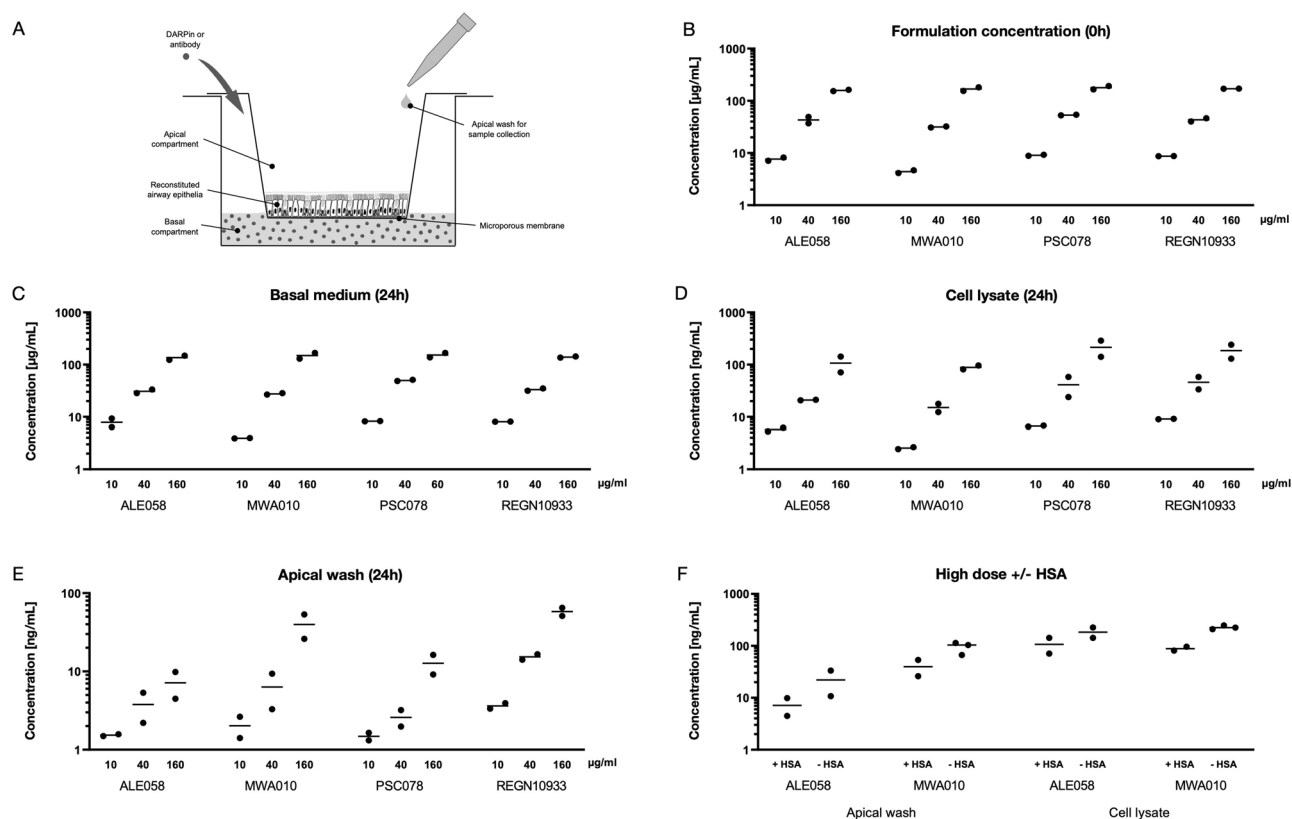 A
DARPin or
antibody
Apical
compartment
Reconstituted
airway epithelia
Basal
compartment
Apical wash for
sample collection
Microporous membrane
B
Formulation concentration (0h)
Concentration [µg/mL]
1000
100
10
1
10 40 160 10 40 160 10 40 160 10 40 160 µg/ml
ALE058 MWA010 PSC078 REGN10933
C
Basal medium (24h)
Concentration [µg/mL]
1000
100
10
1
10 40 160 10 40 160 10 40 60 10 40 160 µg/ml
ALE058 MWA010 PSC078 REGN10933
D
Cell lysate (24h)
Concentration [ng/mL]
1000
100
10
1
10 40 160 10 40 160 10 40 160 10 40 160 µg/ml
ALE058 MWA010 PSC078 REGN10933
E
Apical wash (24h)
Concentration [ng/mL]
100
10
1
10 40 160 10 40 160 10 40 160 10 40 160 µg/ml
ALE058 MWA010 PSC078 REGN10933
F
High dose +/- HSA
Concentration [ng/mL]
1000
100
10
1
+ HSA - HSA + HSA - HSA + HSA - HSA + HSA - HSA
ALE058 MWA010 ALE058 MWA010
Apical wash Cell lysate